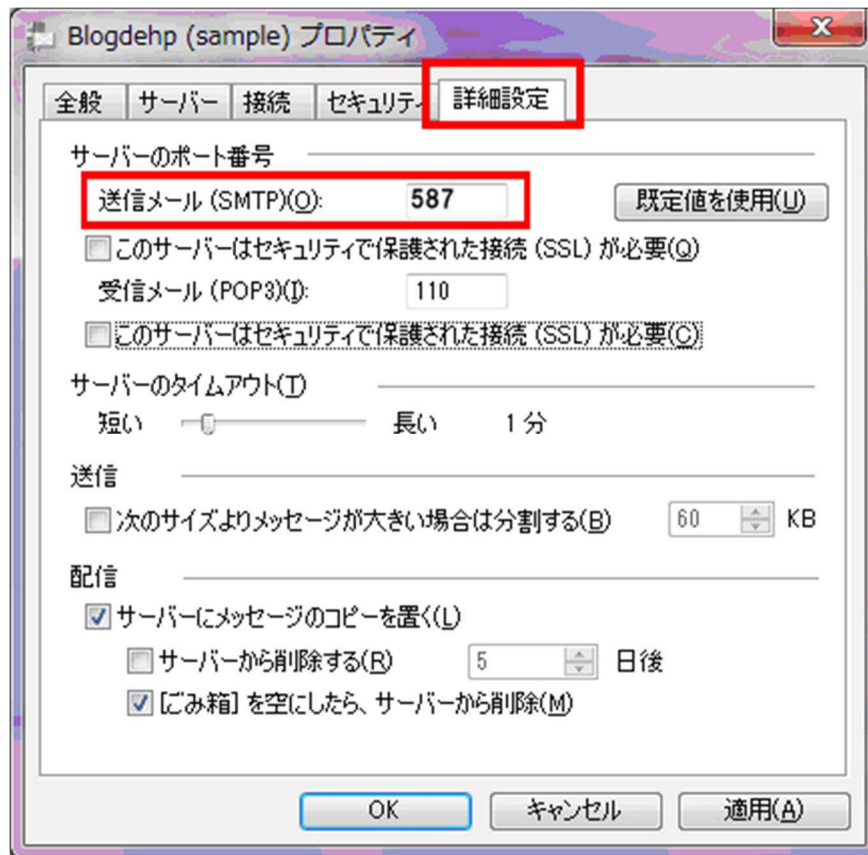 Blogdehp (sample) プロパティ
全般 サーバー 接続 セキュリティ 詳細設定
サーバーのポート番号
送信メール (SMTP)(O): 587 既定値を使用(U)
このサーバーはセキュリティで保護された接続 (SSL) が必要(Q)
受信メール (POP3)(I): 110
このサーバーはセキュリティで保護された接続 (SSL) が必要(C)
サーバーのタイムアウト(T)
短い 長い 1 分
送信
次のサイズよりメッセージが大きい場合は分割する(B) 60 KB
配信
サーバーにメッセージのコピーを置く(L)
サーバーから削除する(R) 5 日後
[ごみ箱] を空にしたら、サーバーから削除(M)
OK キャンセル 適用(A)